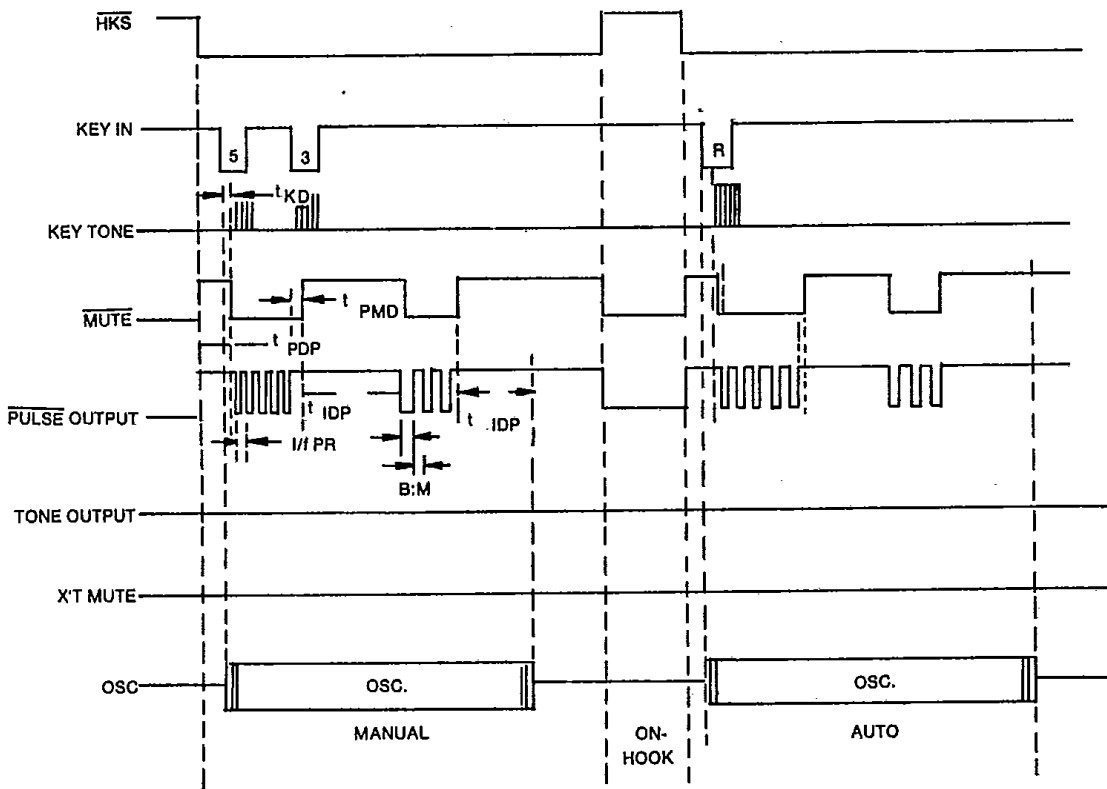 HKS
KEY IN
5
3
R
t KD
KEY TONE
t PMD
MUTE
t PDP
t IDP
t .IDP
PULSE OUTPUT
I/f PR
B:M
TONE OUTPUT
X'T MUTE
OSC
OSC.
OSC.
MANUAL
ON-
HOOK
AUTO